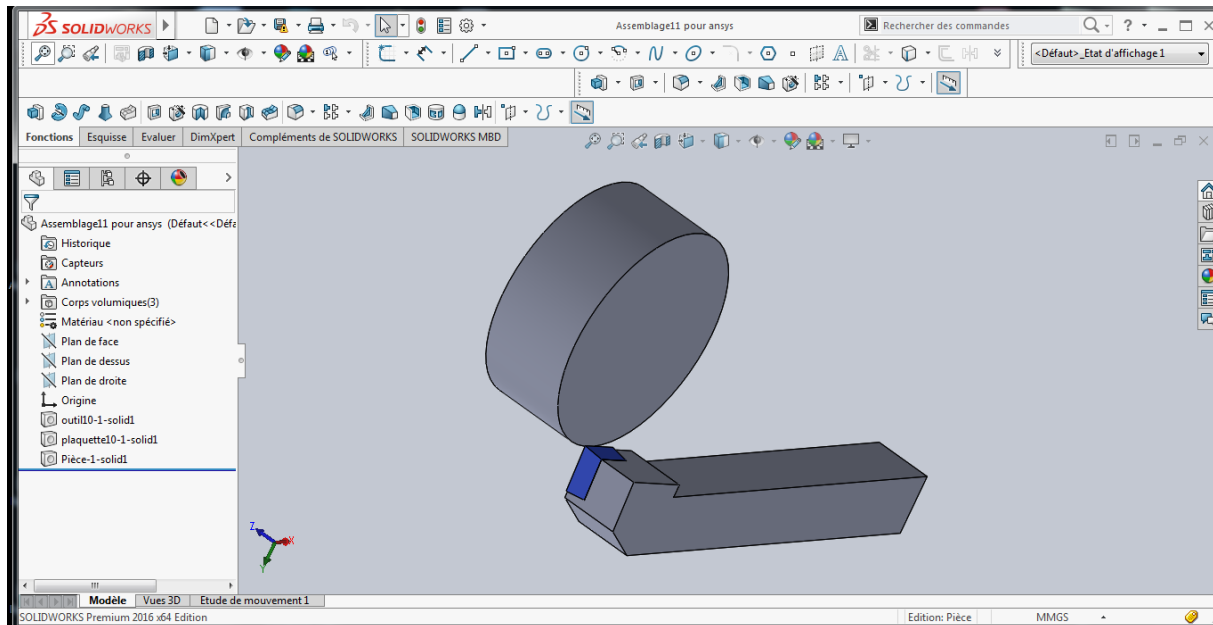 SOLIDWORKS
Assemblage11 pour ansys
Rechercher des commandes
<Défaut>_Etat d'affichage 1
Fonctions
Esquisse
Evaluer
DimXpert
Compléments de SOLIDWORKS
SOLIDWORKS MBD
Assemblage11 pour ansys (Défaut<<Défa
Historique
Capteurs
Annotations
Corps volumiques(3)
Matériau <non spécifié>
Plan de face
Plan de dessus
Plan de droite
Origine
outil10-1-solid1
plaquette10-1-solid1
Pièce-1-solid1
Z
X
Y
Modèle
Vues 3D
Etude de mouvement 1
SOLIDWORKS Premium 2016 x64 Edition
Edition: Pièce
MMGS